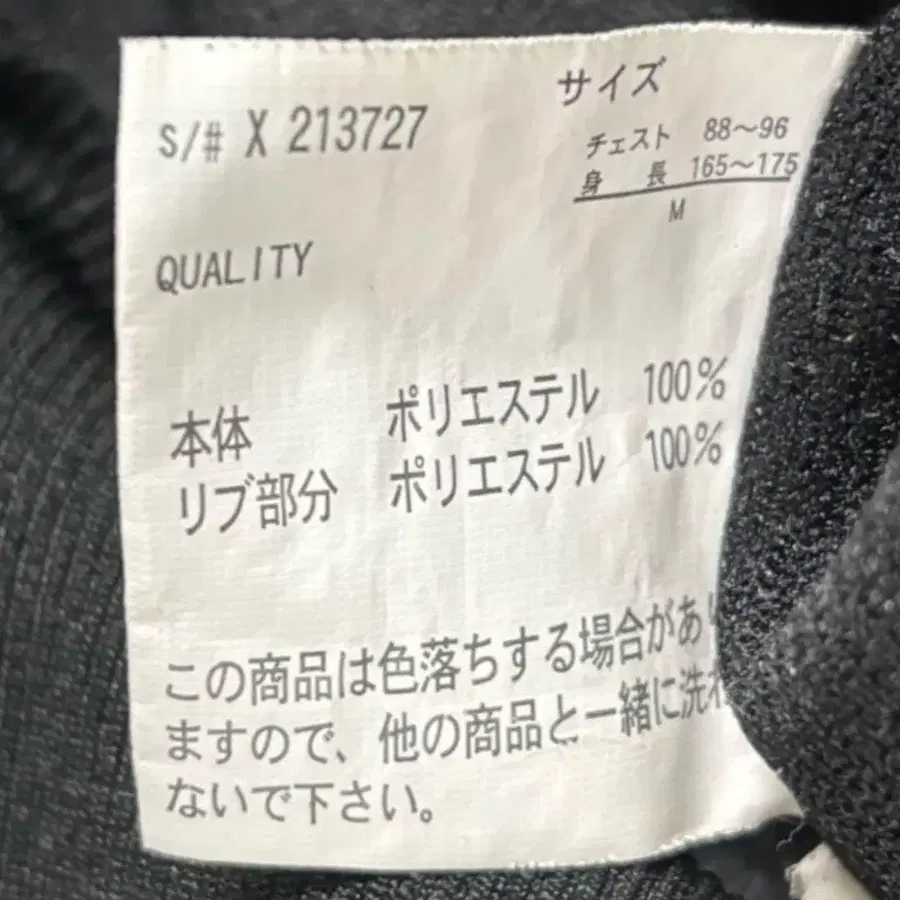 サイズ
S/# X 213727
チェスト 88～96
身 長 165～175
M
QUALITY
本体 ポリエステル 100%
リブ部分 ポリエステル 100%
この商品は色落ちする場合があり
ますので、他の商品と一緒に洗わ
ないで下さい。